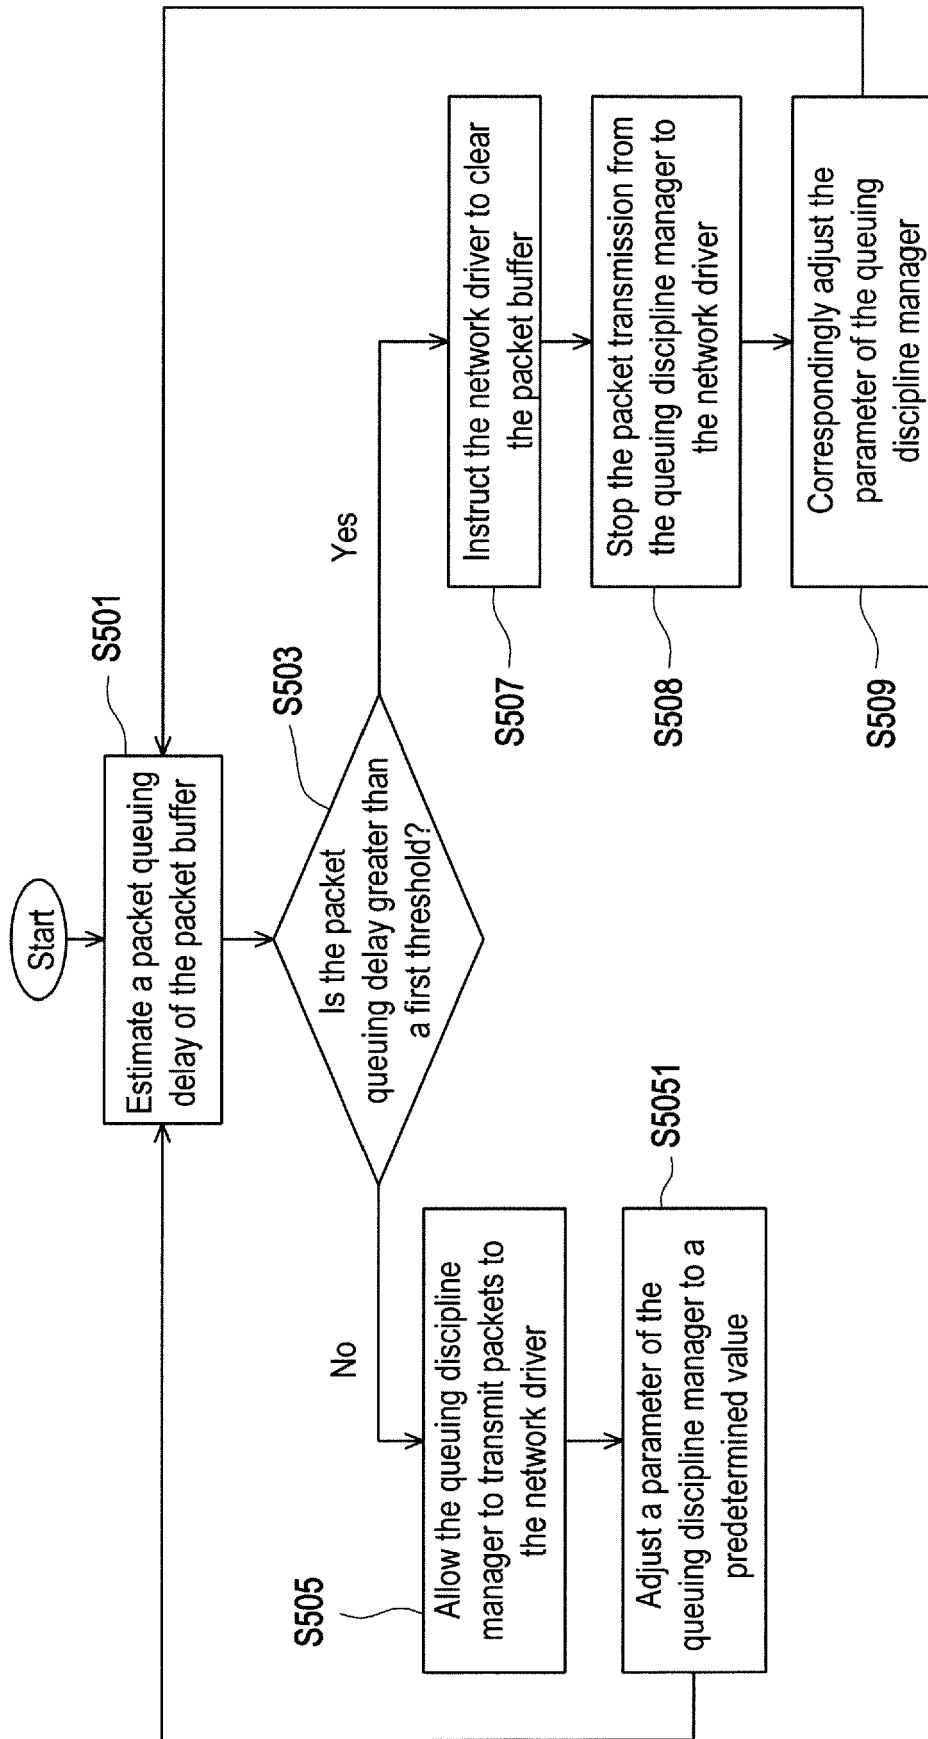 Start
S501
Estimate a packet queuing
delay of the packet buffer
S503
Is the packet
queuing delay greater than
a first threshold?
No
Yes
S505
Allow the queuing discipline
manager to transmit packets to
the network driver
S5051
Adjust a parameter of the
queuing discipline manager to a
predetermined value
S507
Instruct the network driver to clear
the packet buffer
S508
Stop the packet transmission from
the queuing discipline manager to
the network driver
S509
Correspondingly adjust the
parameter of the queuing
discipline manager